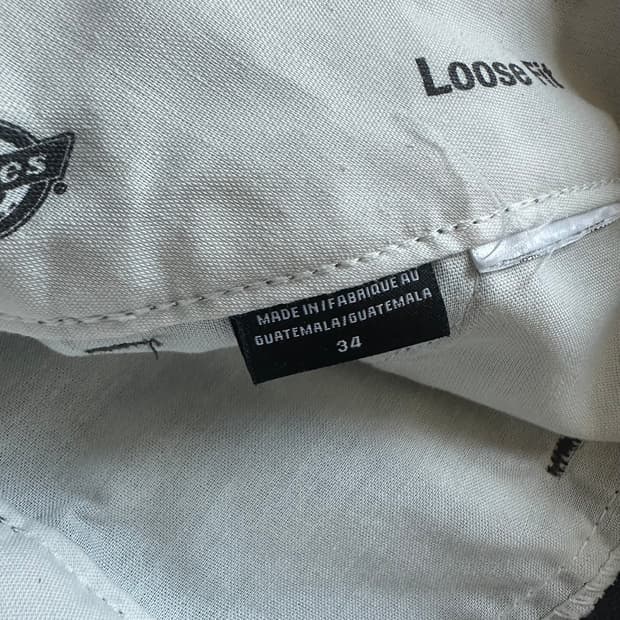 Loose Fit
MADE IN/FABRIQUE AU
GUATEMALA/GUATEMALA
34